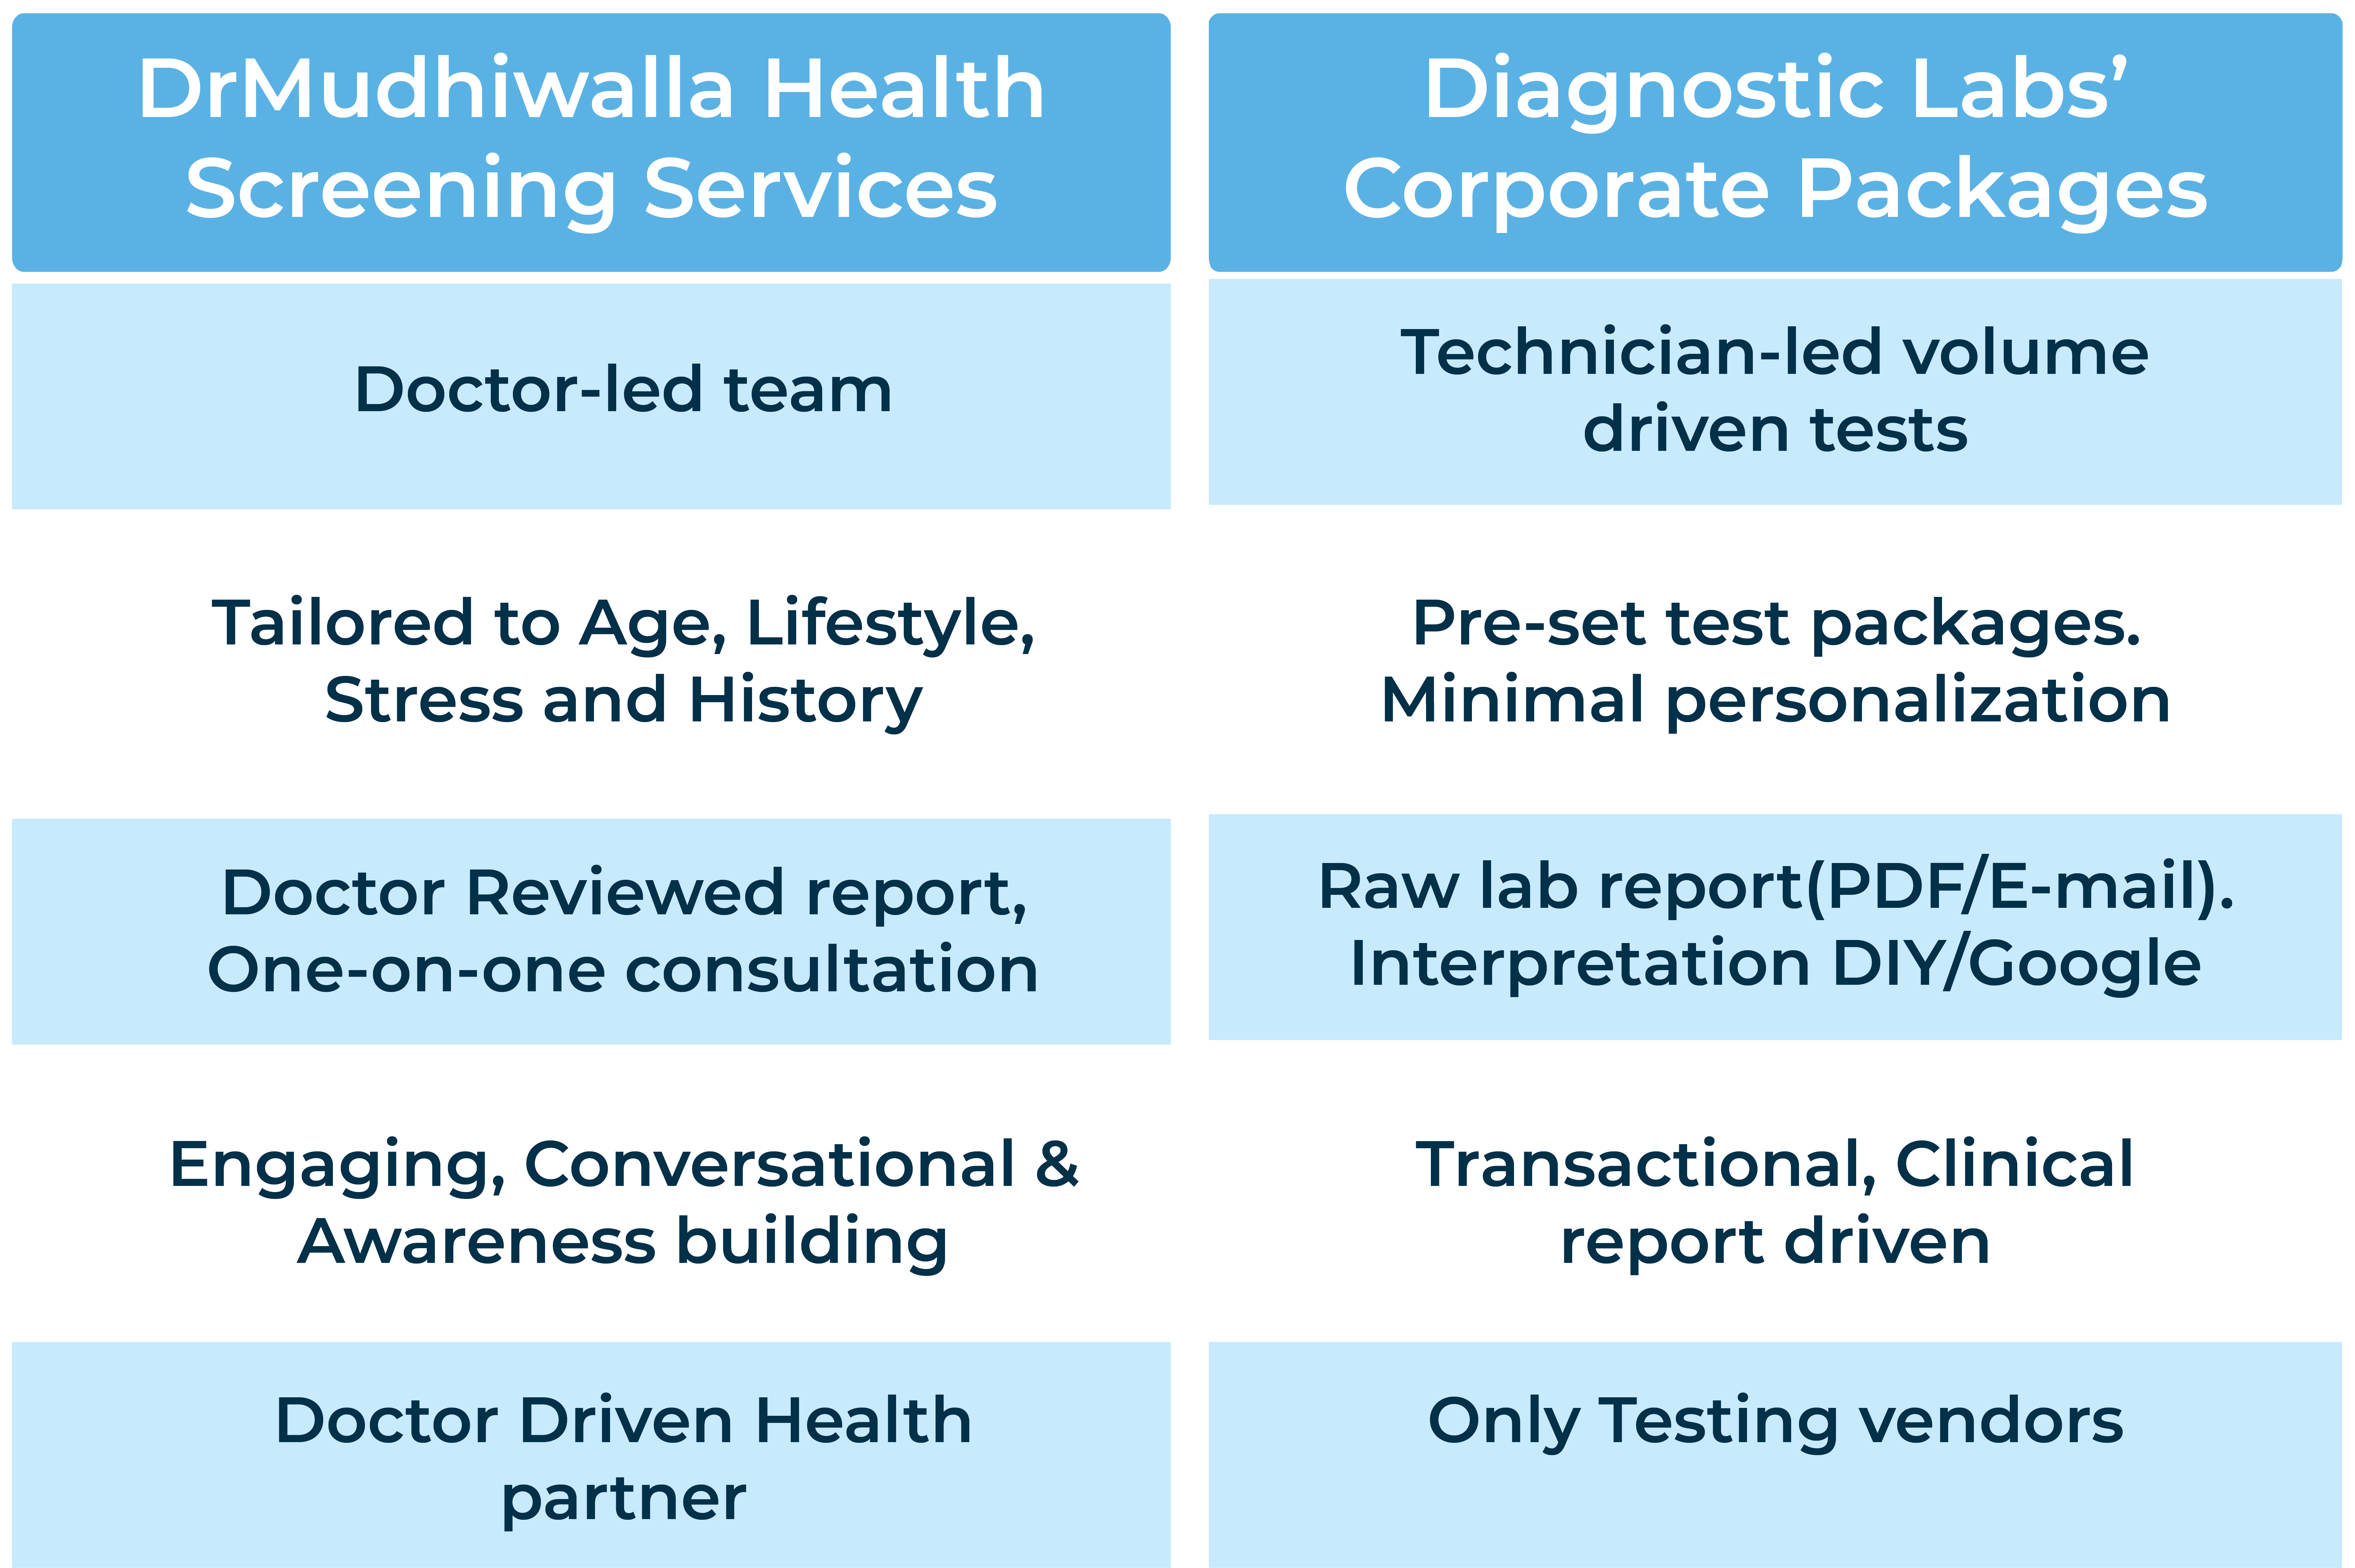 DrMudhiwalla Health
Screening Services
Diagnostic Labs’
Corporate Packages
Doctor-led team
Technician-led volume
driven tests
Tailored to Age, Lifestyle,
Stress and History
Pre-set test packages.
Minimal personalization
Doctor Reviewed report,
One-on-one consultation
Raw lab report(PDF/E-mail).
Interpretation DIY/Google
Engaging, Conversational &
Awareness building
Transactional, Clinical
report driven
Doctor Driven Health
partner
Only Testing vendors